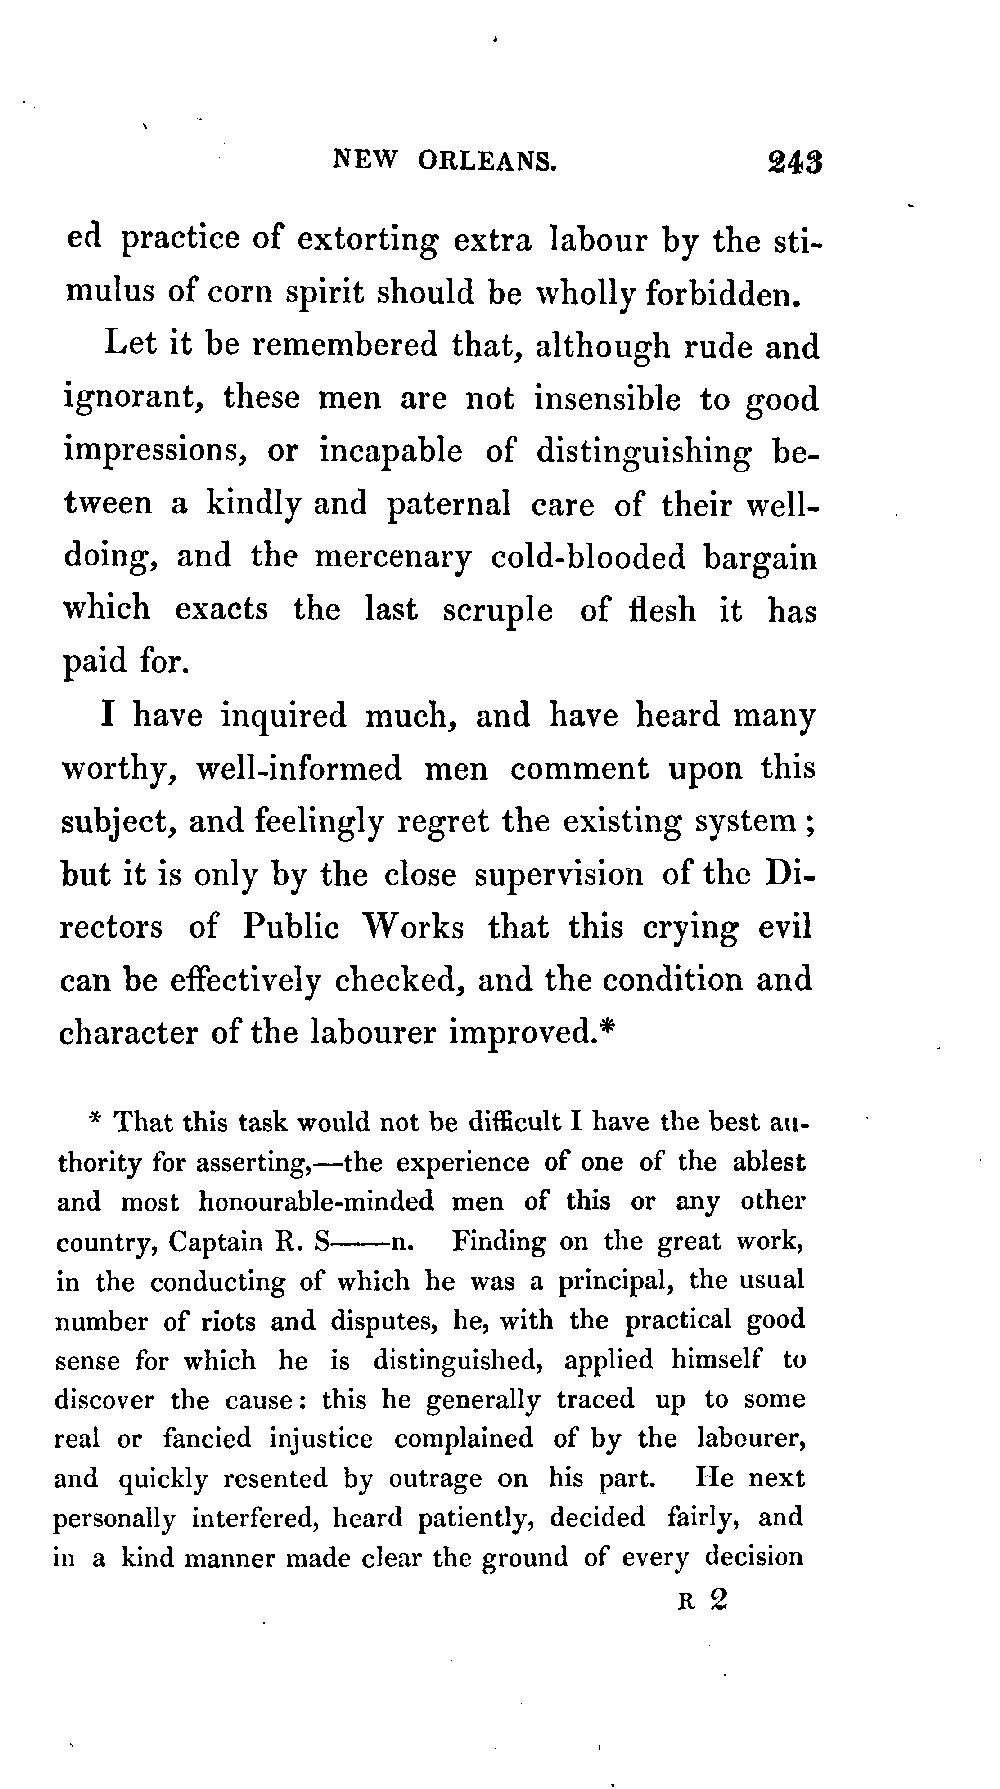 NEW ORLEANS. 243
ed practice of extorting extra labour by the sti-
mulus of corn spirit should be wholly forbidden.
Let it be remembered that, although rude and
ignorant, these men are not insensible to good
impressions, or incapable of distinguishing be-
tween a kindly and paternal care of their well-
doing, and the mercenary cold-blooded bargain
which exacts the last scruple of flesh it has
paid for.
I have inquired much, and have heard many
worthy, well-informed men comment upon this
subject, and feelingly regret the existing system ;
but it is only by the close supervision of the Di-
rectors of Public Works that this crying evil
can be effectively checked, and the condition and
character of the labourer improved.*
* That this task would not be difficult I have the best au-
thority for asserting,—the experience of one of the ablest
and most honourable-minded men of this or any other
country, Captain R. S——n. Finding on the great work,
in the conducting of which he was a principal, the usual
number of riots and disputes, he, with the practical good
sense for which he is distinguished, applied himself to
discover the cause: this he generally traced up to some
real or fancied injustice complained of by the labourer,
and quickly resented by outrage on his part. He next
personally interfered, heard patiently, decided fairly, and
in a kind manner made clear the ground of every decision
R 2